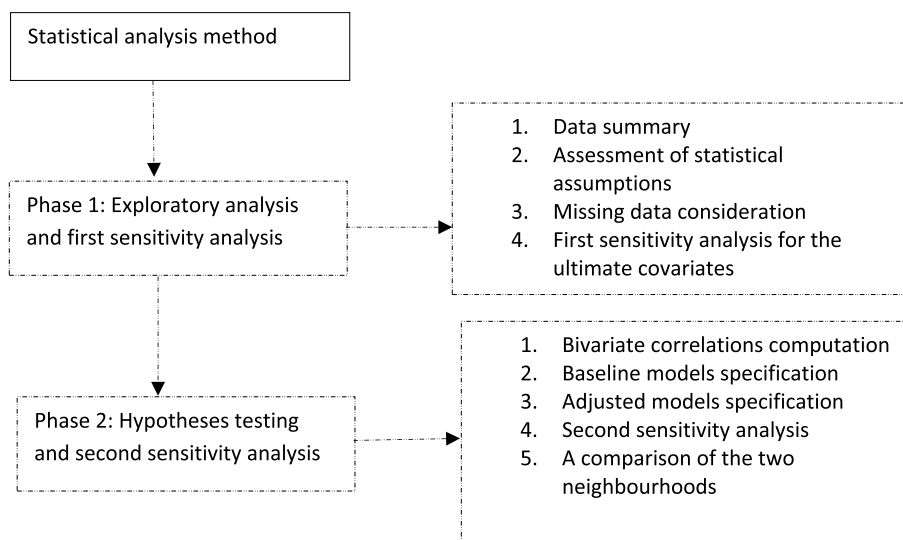 Statistical analysis method
Phase 1: Exploratory analysis
and first sensitivity analysis
1. Data summary
2. Assessment of statistical
assumptions
3. Missing data consideration
4. First sensitivity analysis for the
ultimate covariates
Phase 2: Hypotheses testing
and second sensitivity analysis
1. Bivariate correlations computation
2. Baseline models specification
3. Adjusted models specification
4. Second sensitivity analysis
5. A comparison of the two
neighbourhoods